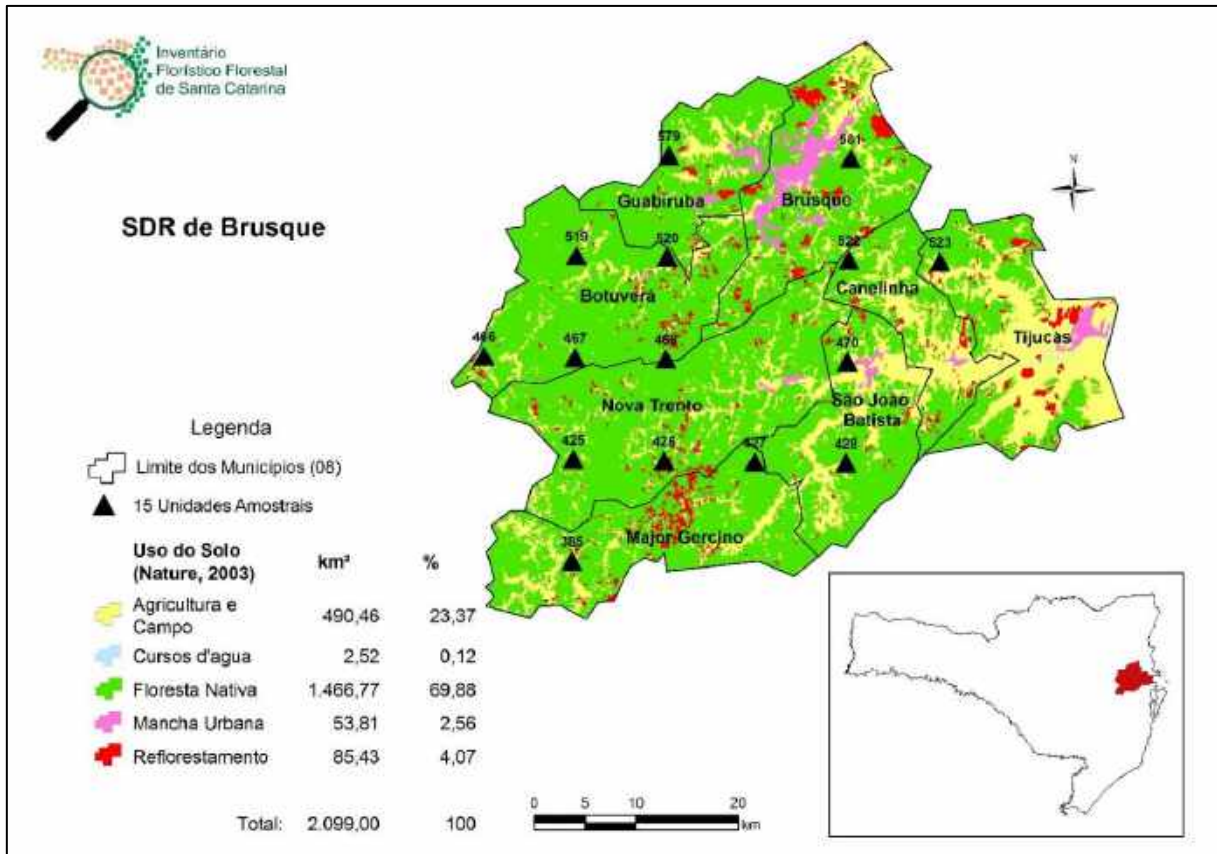 Inventário
Florístico Florestal
de Santa Catarina
SDR de Brusque
N
579
581
Guabiruba
Brusque
519
520
522
523
Botuverá
Canelinha
466
467
468
470
Tijucas
Nova Trento
São João
Batista
425
426
427
428
Major Gercino
385
Legenda
Limite dos Municípios (08)
15 Unidades Amostrais
Uso do Solo
(Nature, 2003) km² %
Agricultura e
Campo 490,46 23,37
Cursos d'agua 2,52 0,12
Floresta Nativa 1.466,77 69,88
Mancha Urbana 53,81 2,56
Reflorestamento 85,43 4,07
Total: 2.099,00 100
0 5 10 20
km